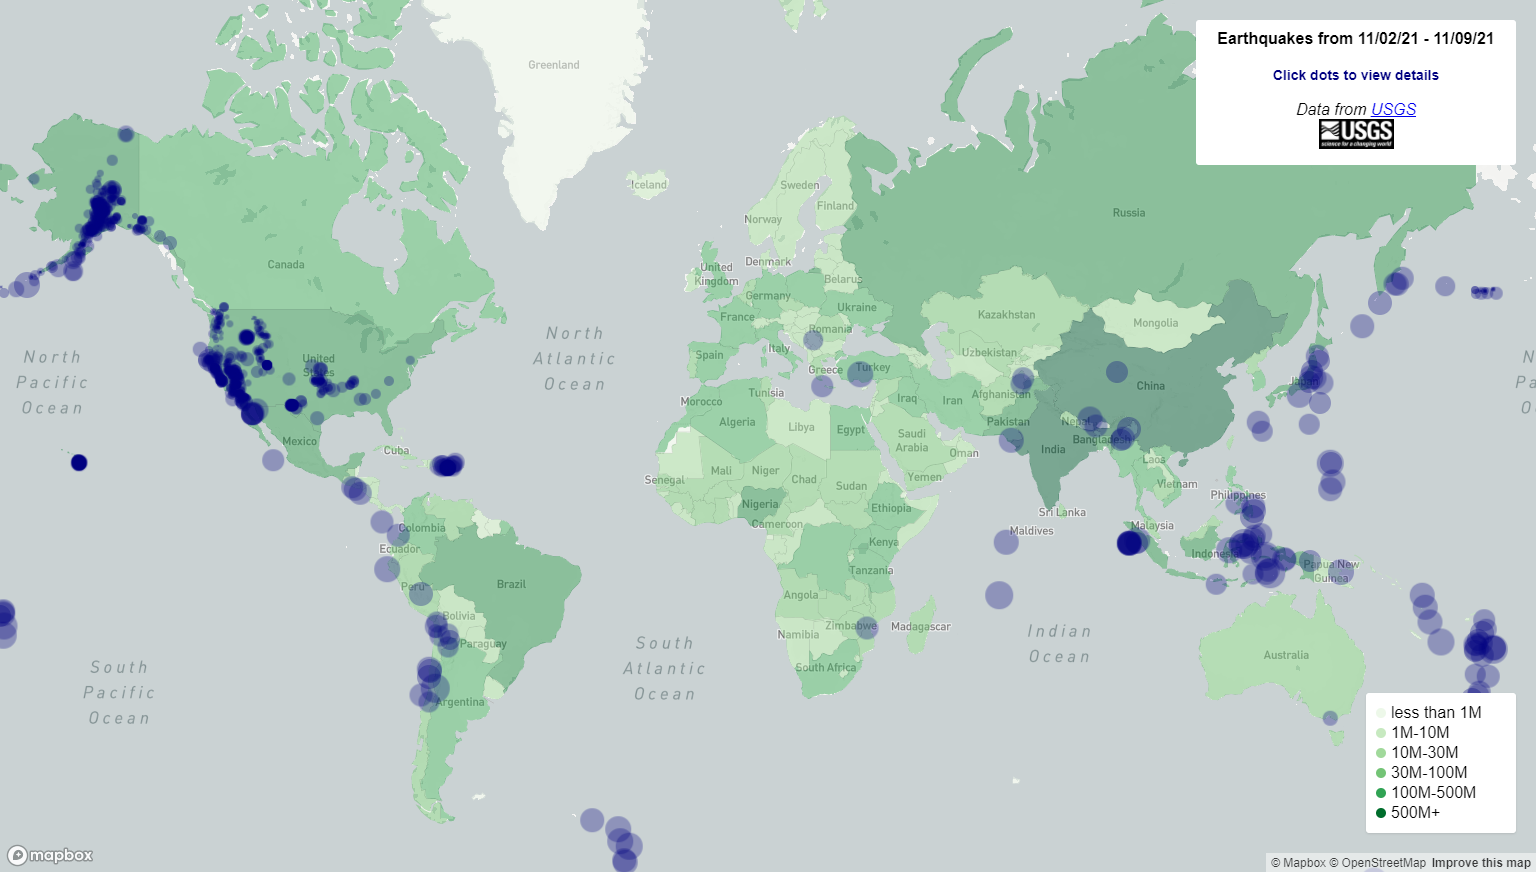 Earthquakes from 11/02/21 - 11/09/21
Click dots to view details
Data from USGS
USGS
science for a changing world
Greenland
Iceland
Sweden
Finland
Norway
Russia
Canada
United
Kingdom
Denmark
Belarus
Germany
Ukraine
France
Romania
Kazakhstan
Mongolia
North
Atlantic
Ocean
North
Pacific
Ocean
N
Pa
O
United
States
Spain
Italy
Greece
Turkey
Uzbekistan
China
Japan
Tunisia
Morocco
Algeria
Libya
Egypt
Iraq
Iran
Afghanistan
Pakistan
Nepal
Bangladesh
India
Mexico
Cuba
Saudi
Arabia
Oman
Yemen
Laos
Vietnam
Philippines
Senegal
Mali
Niger
Chad
Sudan
Nigeria
Ethiopia
Cameroon
Sri Lanka
Maldives
Malaysia
Indonesia
Papua New
Guinea
Colombia
Ecuador
Peru
Brazil
Bolivia
Paraguay
Argentina
Kenya
Tanzania
Angola
Zimbabwe
Namibia
Madagascar
South Africa
Australia
South
Pacific
Ocean
South
Atlantic
Ocean
Indian
Ocean
less than 1M
1M-10M
10M-30M
30M-100M
100M-500M
500M+
mapbox
© Mapbox © OpenStreetMap Improve this map